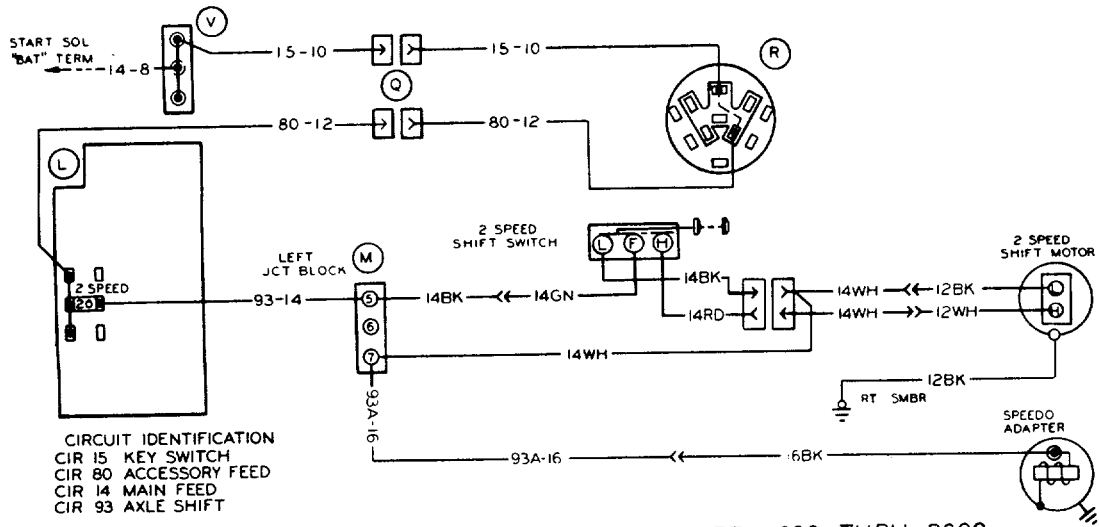 V
START SOL
"BAT" TERM
14-8
15-10
15-10
R
Q
80-12
80-12
L
2 SPEED
SHIFT SWITCH
L F H
2 SPEED
SHIFT MOTOR
LEFT
JCT BLOCK
M
2 SPEED
20
93-14
5
14BK
14GN
14BK
14RD
14WH
12BK
L
14WH
12WH
H
6
7
14WH
12BK
RT SMBR
93A-16
93A-16
16BK
SPEEDO
ADAPTER
CIRCUIT IDENTIFICATION
CIR 15 KEY SWITCH
CIR 80 ACCESSORY FEED
CIR 14 MAIN FEED
CIR 93 AXLE SHIFT
THRU